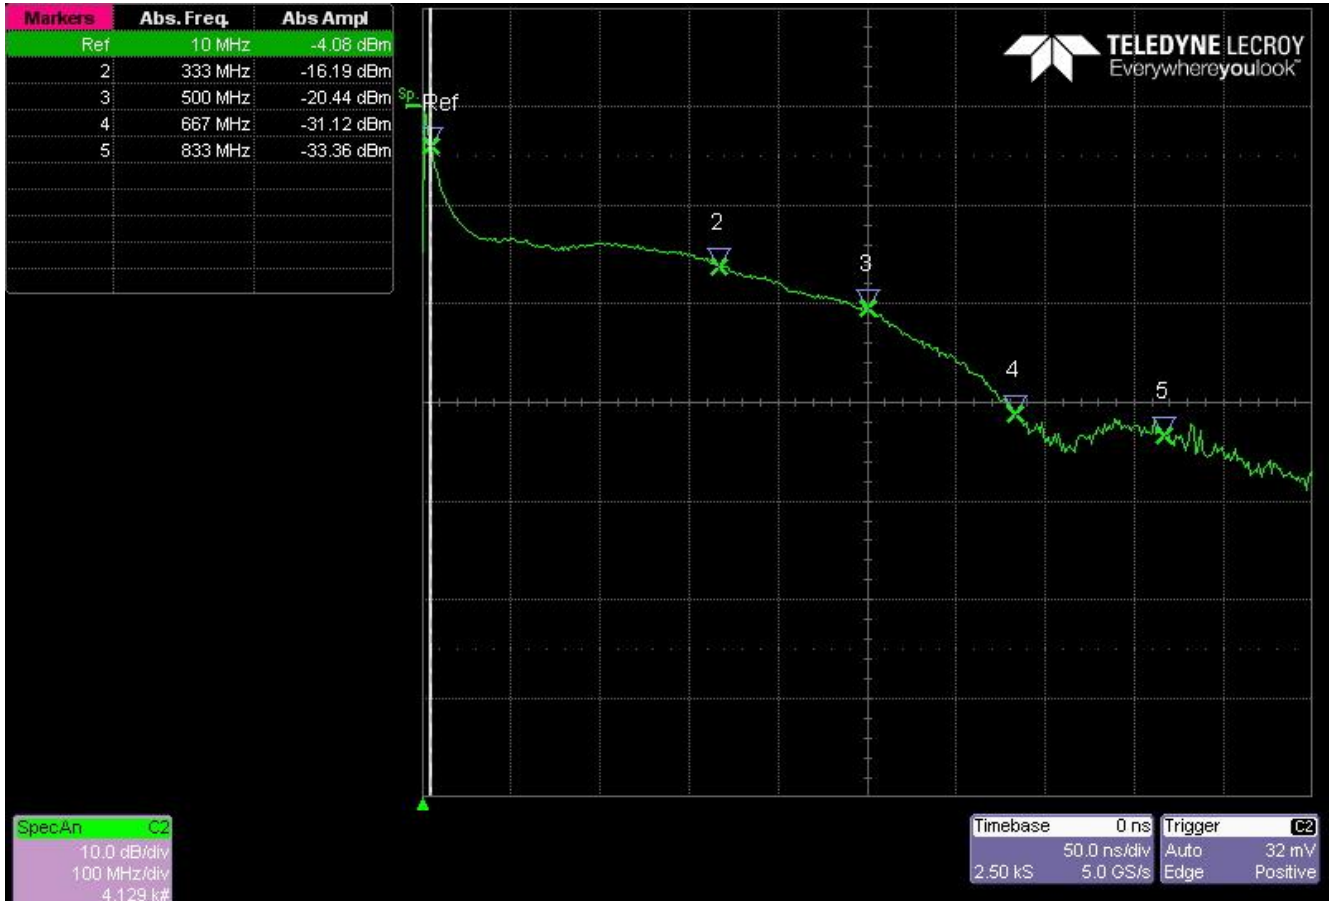 Markers Abs. Freq. Abs Ampl
Ref 10 MHz -4.08 dBm
2 333 MHz -16.19 dBm
3 500 MHz -20.44 dBm
4 667 MHz -31.12 dBm
5 833 MHz -33.36 dBm
TELEDYNE LECROY
Everywhereyoulook™
Sp.
Ref
2
3
4
5
SpecAn C2
10.0 dB/div
100 MHz/div
4.129 k#
Timebase 0 ns
50.0 ns/div
2.50 kS 5.0 GS/s
Trigger C2
Auto 32 mV
Edge Positive